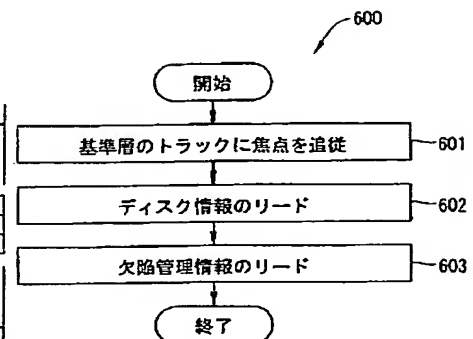 600
開始
基準層のトラックに焦点を追従
601
ディスク情報のリード
602
欠陥管理情報のリード
603
終了